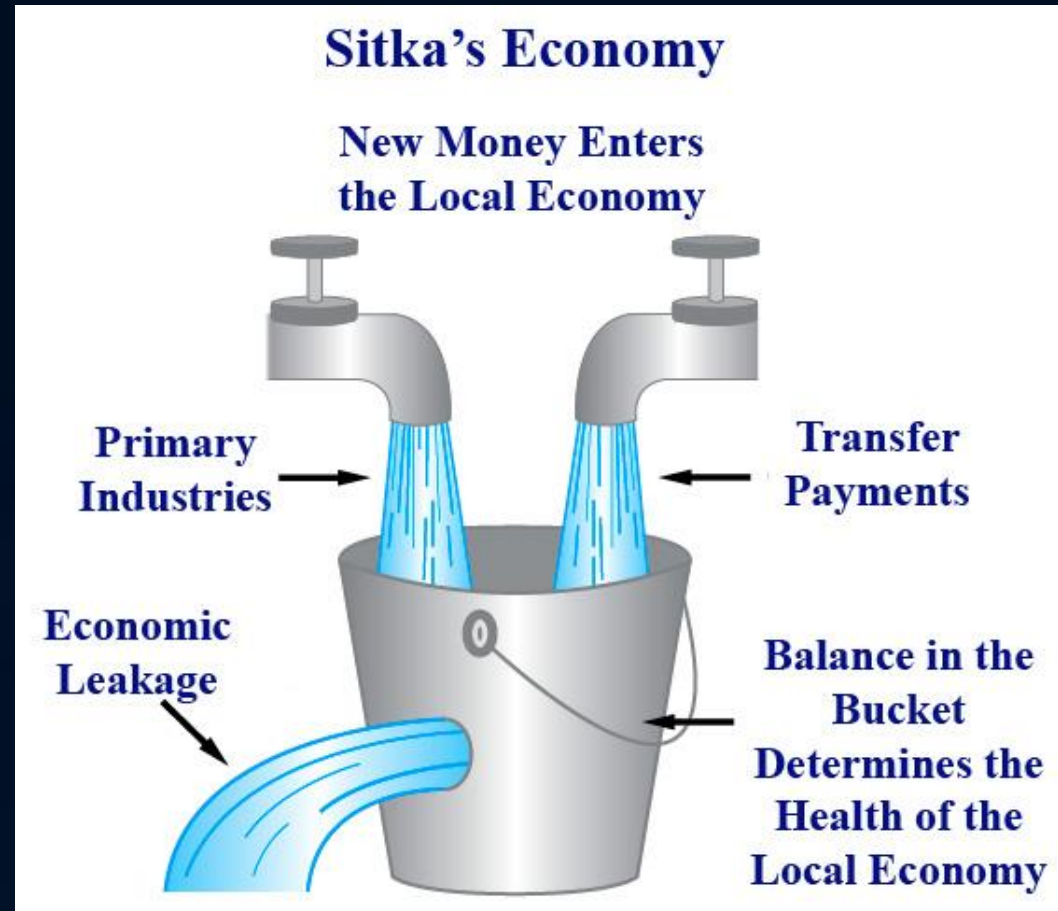 Sitka’s Economy
New Money Enters
the Local Economy
Primary
Industries
Transfer
Payments
Economic
Leakage
Balance in the
Bucket
Determines the
Health of the
Local Economy